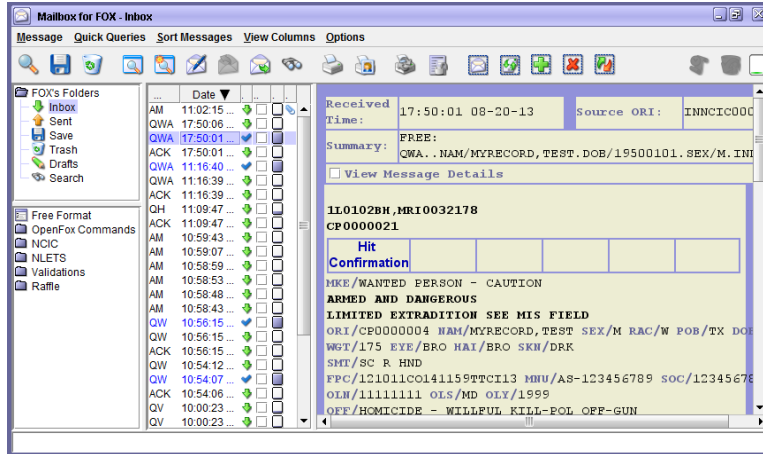 Mailbox for FOX - Inbox
Message Quick Queries Sort Messages View Columns Options
FOX's Folders
Inbox
Sent
Save
Trash
Drafts
Search
Free Format
OpenFox Commands
NCIC
NLETS
Validations
Raffle
... Date ▼ . .. . .
AM 11:02:15 ...
QWA 17:50:06 ...
QWA 17:50:01 ...
ACK 17:50:01 ...
QWA 11:16:40 ...
QWA 11:16:39 ...
ACK 11:16:39 ...
QH 11:09:47 ...
ACK 11:09:47 ...
AM 10:59:43 ...
AM 10:59:07 ...
AM 10:58:59 ...
AM 10:58:53 ...
AM 10:58:48 ...
AM 10:58:43 ...
QW 10:56:15 ...
QW 10:56:15 ...
ACK 10:56:15 ...
QW 10:54:12 ...
QW 10:54:07 ...
ACK 10:54:06 ...
QV 10:00:23 ...
QV 10:00:23 ...
Received Time: 17:50:01 08-20-13 Source ORI: INNCIC000
Summary: FREE:
QWA..NAM/MYRECORD,TEST.DOB/19500101.SEX/M.IND
View Message Details
1L0102BH,MRI0032178
CP0000021
Hit
Confirmation
MKE/WANTED PERSON - CAUTION
ARMED AND DANGEROUS
LIMITED EXTRADITION SEE MIS FIELD
ORI/CP0000004 NAM/MYRECORD,TEST SEX/M RAC/W POB/TX DOB
WGT/175 EYE/BRO HAI/BRO SKN/DRK
SMT/SC R HND
FPC/121011CO141159TTCI13 MNU/AS-123456789 SOC/12345678
OLN/11111111 OLS/MD OLY/1999
OFF/HOMICIDE - WILLFUL KILL-POL OFF-GUN